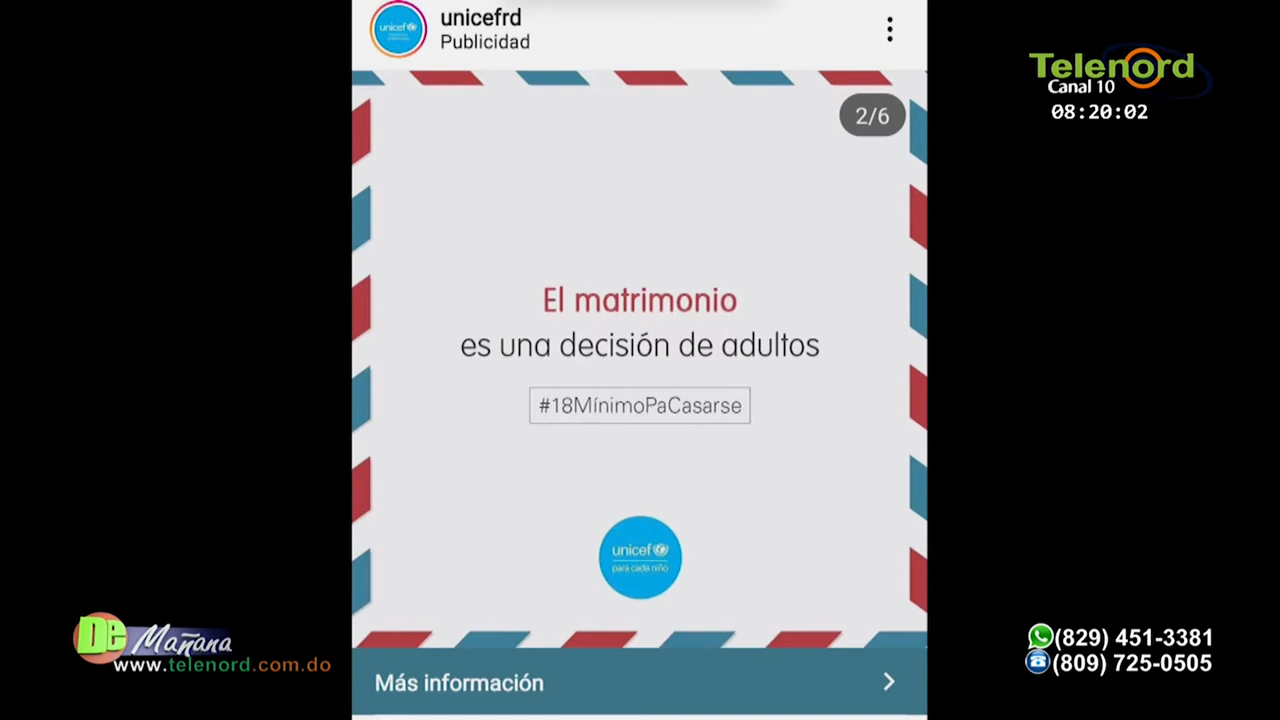 unicefrd
Publicidad
unicef
Telenord
Canal 10
08:20:02
2/6
El matrimonio
es una decisión de adultos
#18MínimoPaCasarse
unicef
para cada niño
De Mañana
www.telenord.com.do
(829) 451-3381
(809) 725-0505
Más información